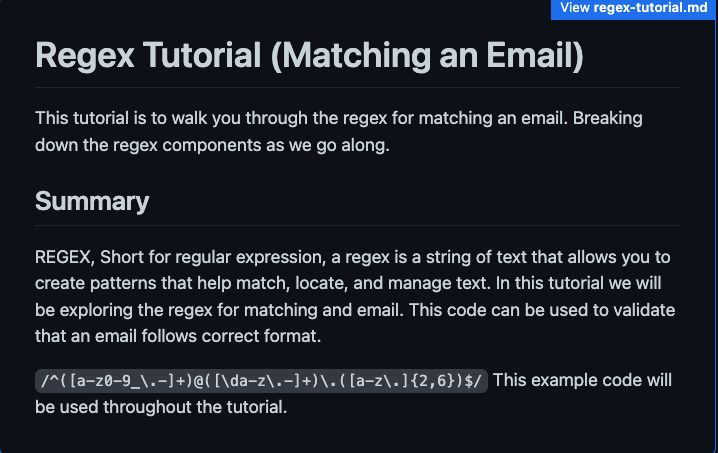 View regex-tutorial.md
Regex Tutorial (Matching an Email)
This tutorial is to walk you through the regex for matching an email. Breaking
down the regex components as we go along.
Summary
REGEX, Short for regular expression, a regex is a string of text that allows you to
create patterns that help match, locate, and manage text. In this tutorial we will
be exploring the regex for matching and email. This code can be used to validate
that an email follows correct format.
/^([a-z0-9_\.-]+)@([\da-z\.-]+)\.([a-z\.]{2,6})$/ This example code will
be used throughout the tutorial.